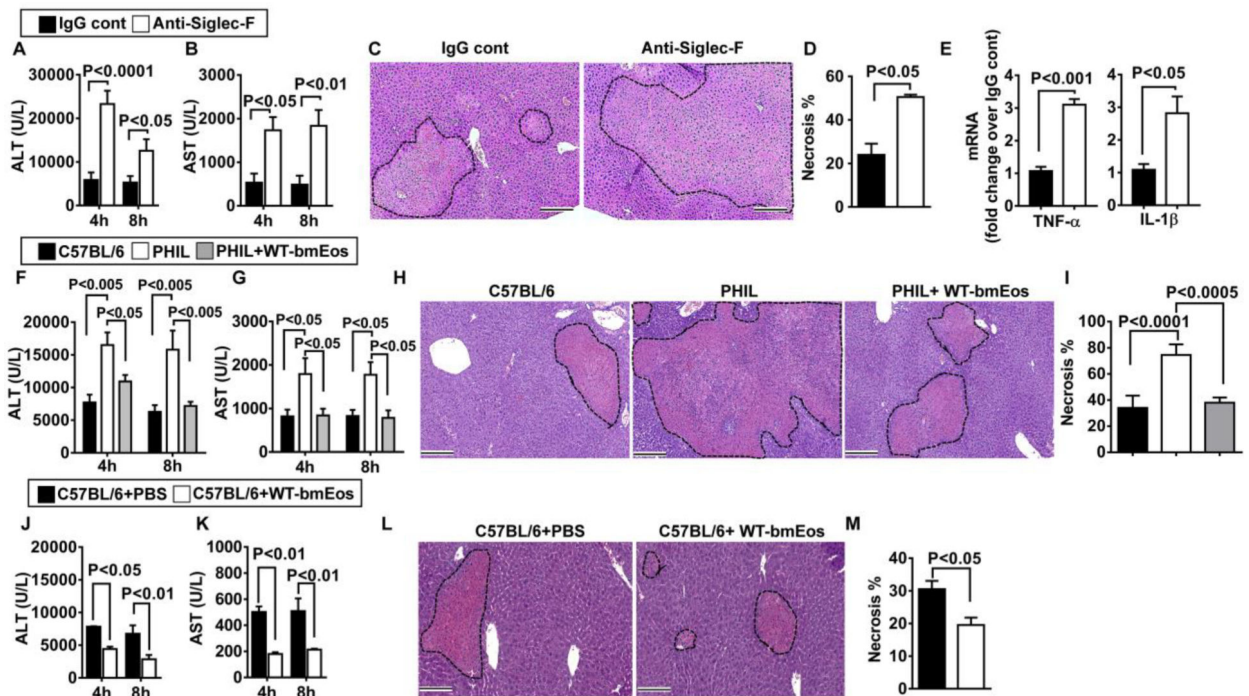 IgG cont Anti-Siglec-F
A
30000
20000
10000
0
ALT (U/L)
P<0.0001
P<0.05
4h 8h
B
3000
2000
1000
0
AST (U/L)
P<0.05
P<0.01
4h 8h
C
IgG cont Anti-Siglec-F
D
60
40
20
0
Necrosis %
P<0.05
E
mRNA
(fold change over IgG cont)
4
3
2
1
0
P<0.001
TNF-α
4
3
2
1
0
P<0.05
IL-1β
C57BL/6 PHIL PHIL+WT-bmEos
F
20000
15000
10000
5000
0
ALT (U/L)
P<0.005
P<0.05
P<0.005
P<0.005
4h 8h
G
3000
2000
1000
0
AST (U/L)
P<0.05
P<0.05
P<0.05
P<0.05
4h 8h
H
C57BL/6 PHIL PHIL+ WT-bmEos
I
100
80
60
40
20
0
Necrosis %
P<0.0001
P<0.0005
C57BL/6+PBS C57BL/6+WT-bmEos
J
20000
15000
10000
5000
0
ALT (U/L)
P<0.05
P<0.01
4h 8h
K
1000
800
600
400
200
0
AST (U/L)
P<0.01
P<0.01
4h 8h
L
C57BL/6+PBS C57BL/6+ WT-bmEos
M
40
30
20
10
0
Necrosis %
P<0.05